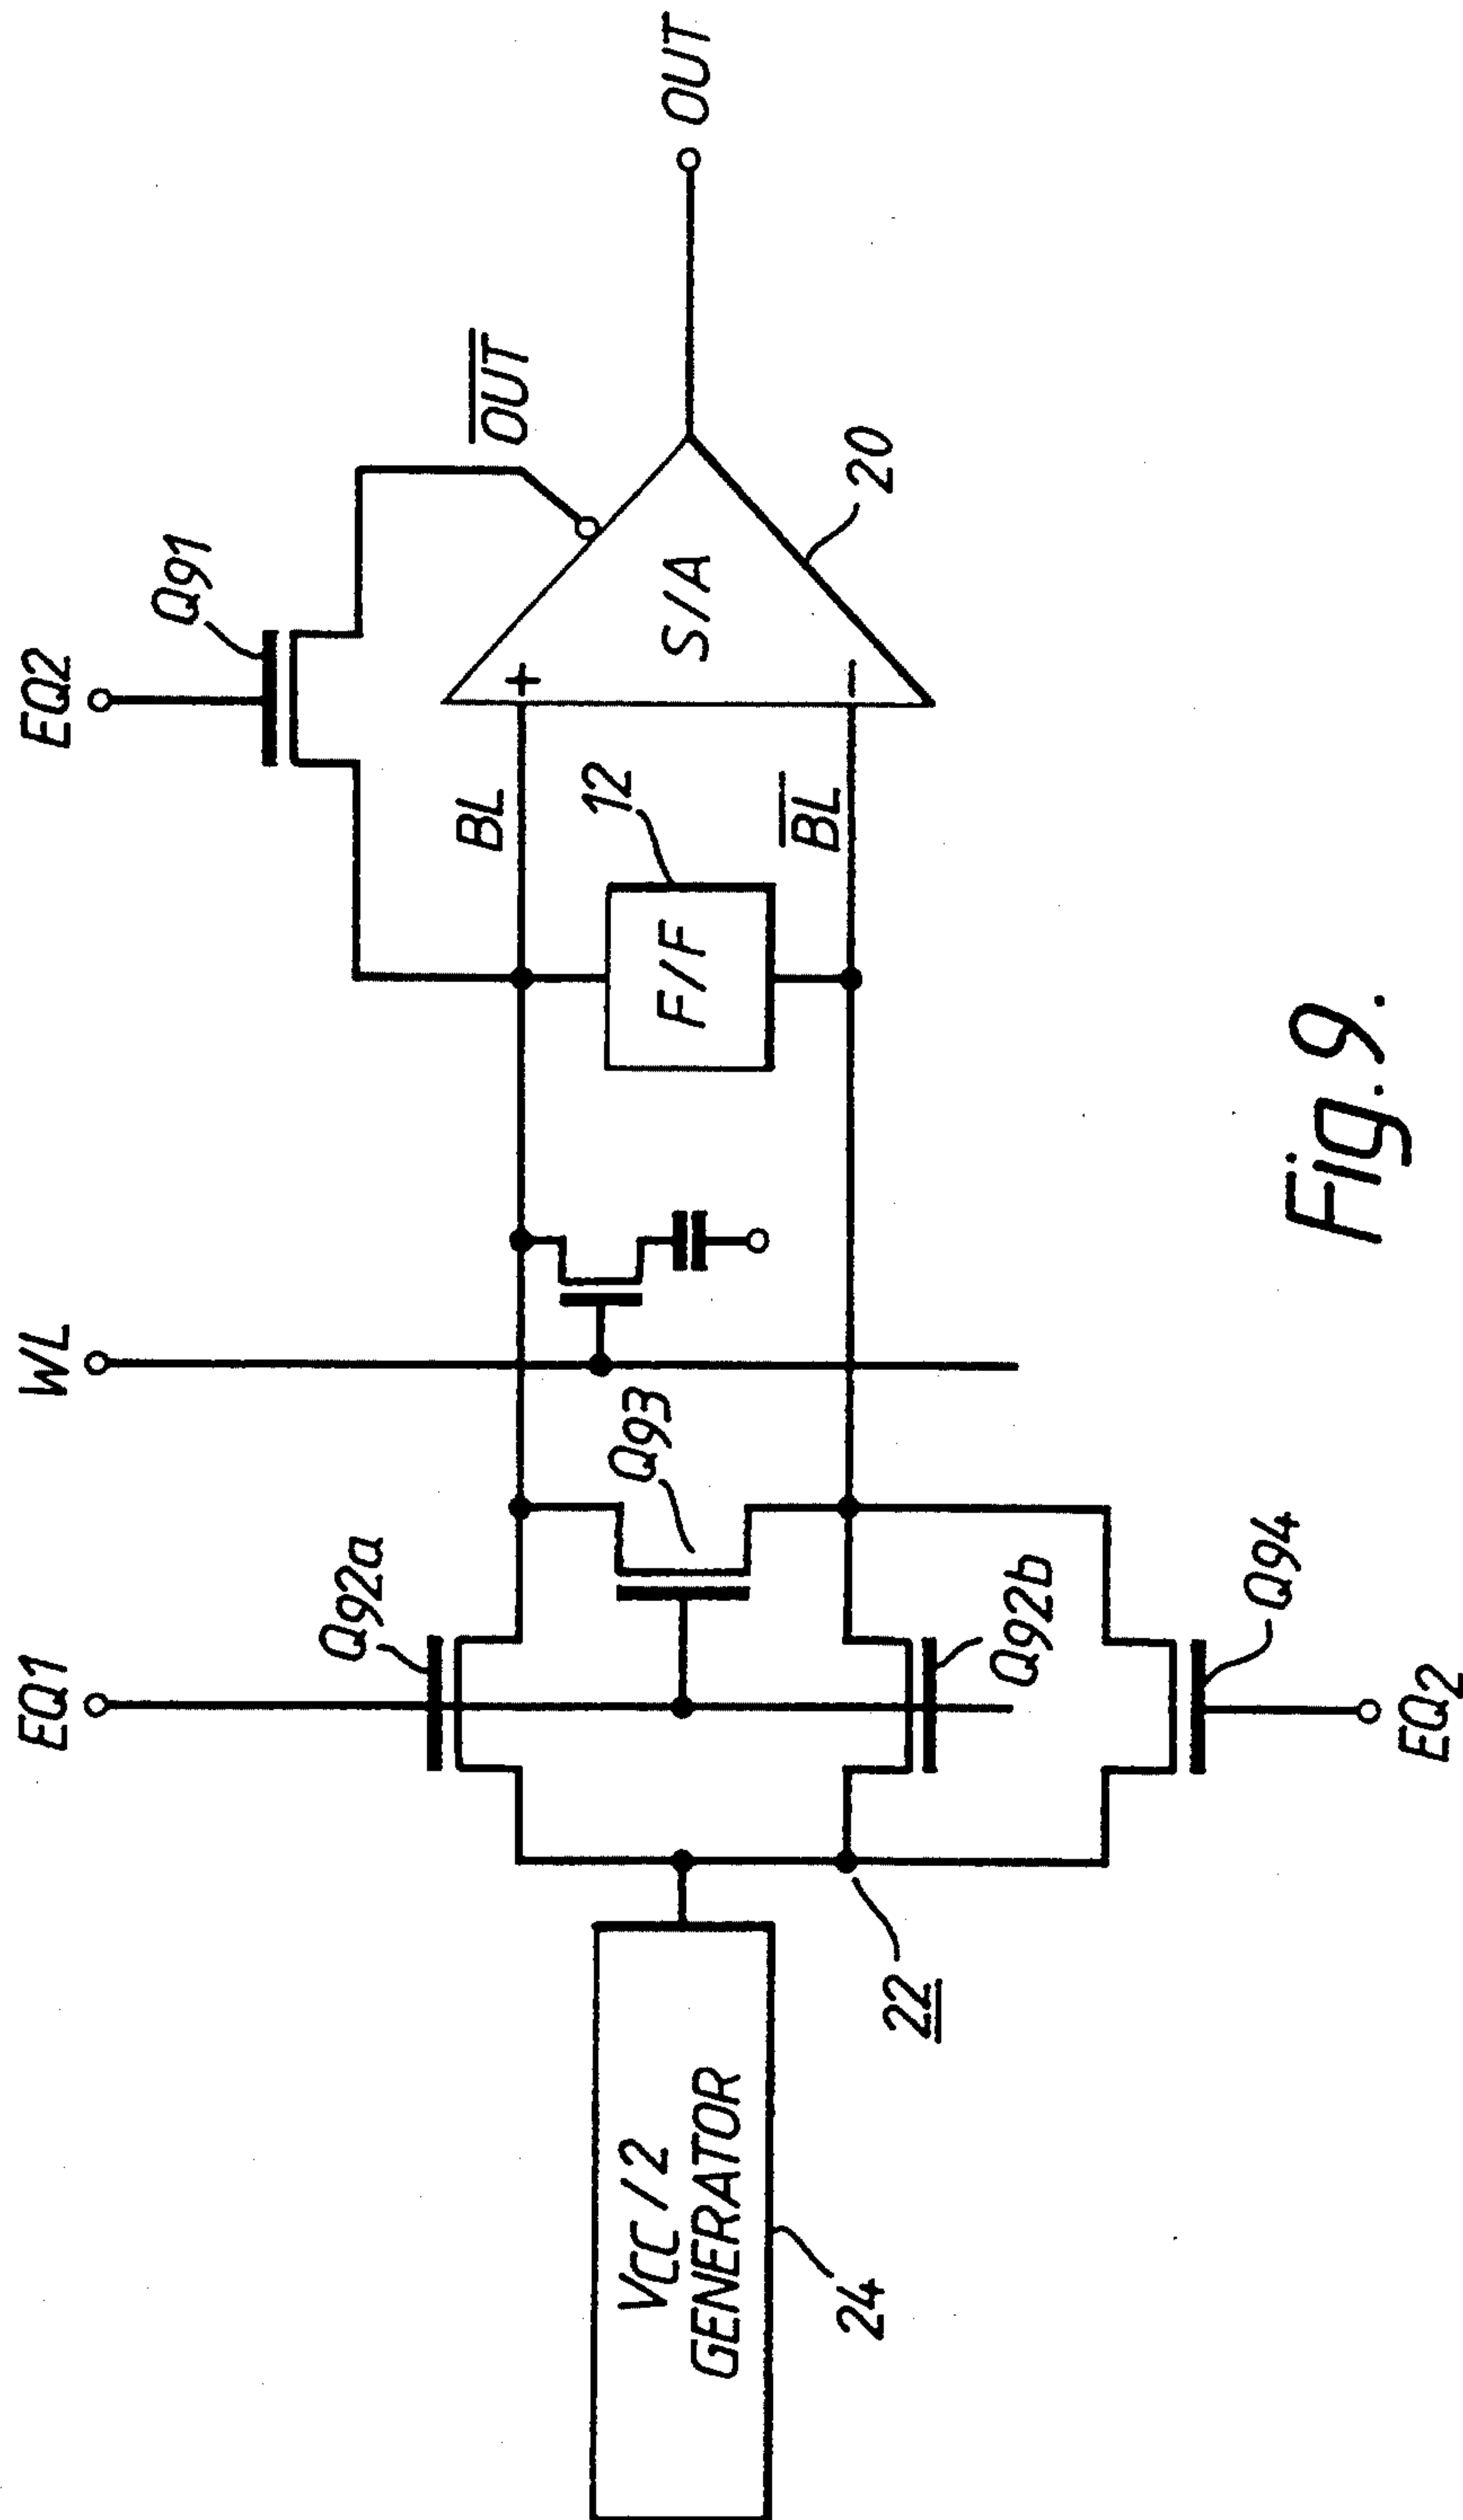 EQ1
WL
EQ2
Q92a
Q91
OUT
BL
VCC/2
GENERATOR
Q93
F/F
12
+
S/A
OUT
24
22
Q92b
BL
–
20
Q94
EQ2
Fig. 9.